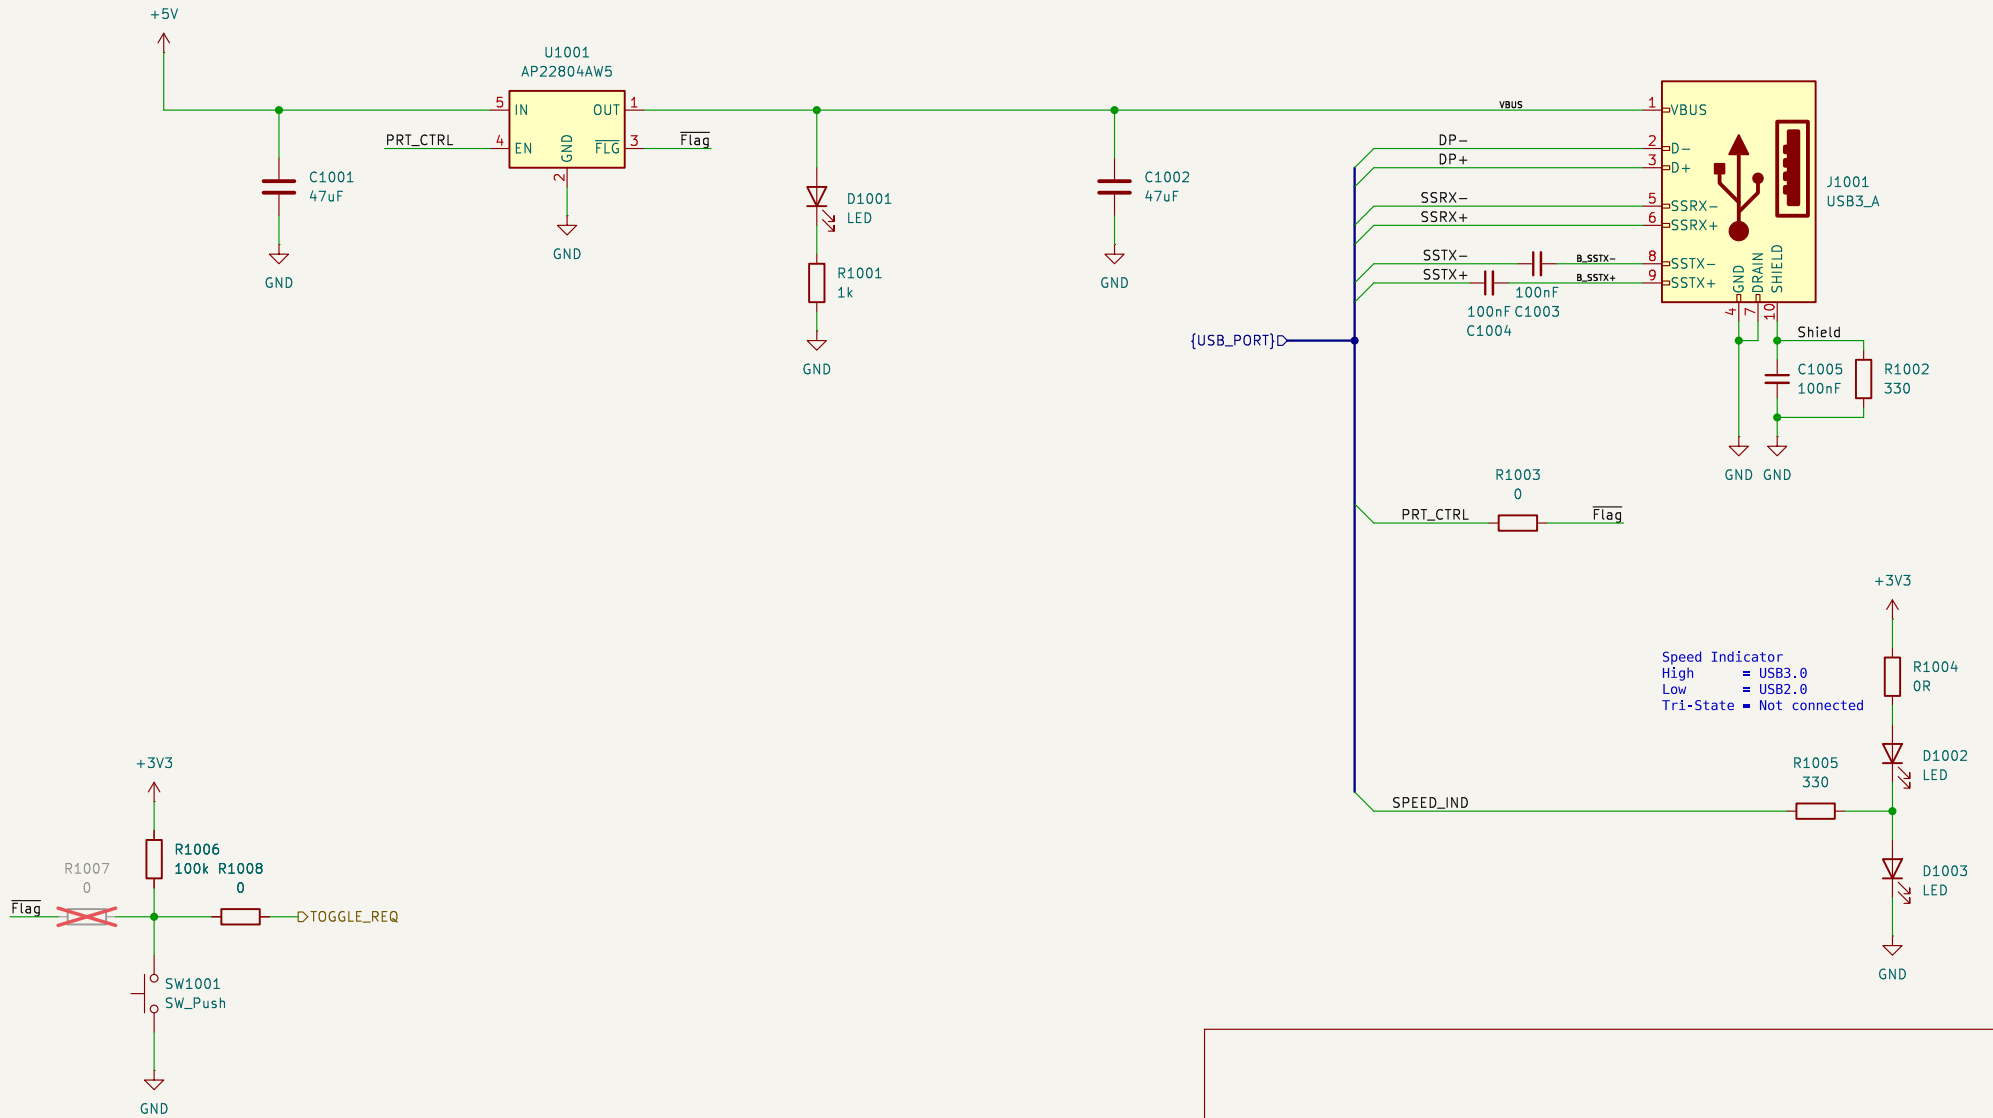 +5V
U1001
AP22804AW5
5 IN OUT 1
PRT_CTRL 4 EN GND 2 FLG 3 Flag
C1001
47uF
GND
GND
D1001
LED
R1001
1k
GND
C1002
47uF
GND
VBUS 1 VBUS
DP- 2 D-
DP+ 3 D+
SSRX- 5 SSRX-
SSRX+ 6 SSRX+
SSTX- B_SSTX- 8 SSTX-
SSTX+ B_SSTX+ 9 SSTX+
100nF
C1003
100nF
C1004
GND DRAIN SHIELD
4 7 10
J1001
USB3_A
{USB_PORT}
Shield
C1005
100nF
R1002
330
GND GND
R1003
0
PRT_CTRL Flag
+3V3
Speed Indicator
High = USB3.0
Low = USB2.0
Tri-State = Not connected
R1004
0R
D1002
LED
R1005
330
SPEED_IND
D1003
LED
GND
+3V3
R1006
100k
R1007
0
R1008
0
Flag
TOGGLE_REQ
SW1001
SW_Push
GND